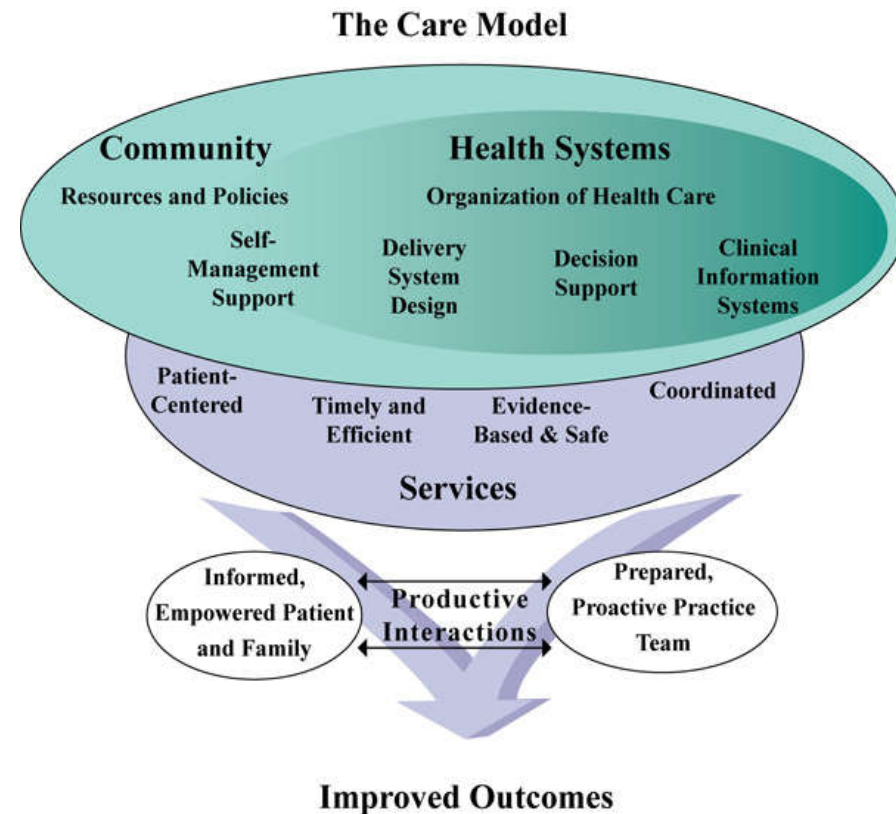 The Care Model
Community
Health Systems
Resources and Policies
Organization of Health Care
Self-
Management
Support
Delivery
System
Design
Decision
Support
Clinical
Information
Systems
Patient-
Centered
Timely and
Efficient
Evidence-
Based & Safe
Coordinated
Services
Informed,
Empowered Patient
and Family
Productive
Interactions
Prepared,
Proactive Practice
Team
Improved Outcomes